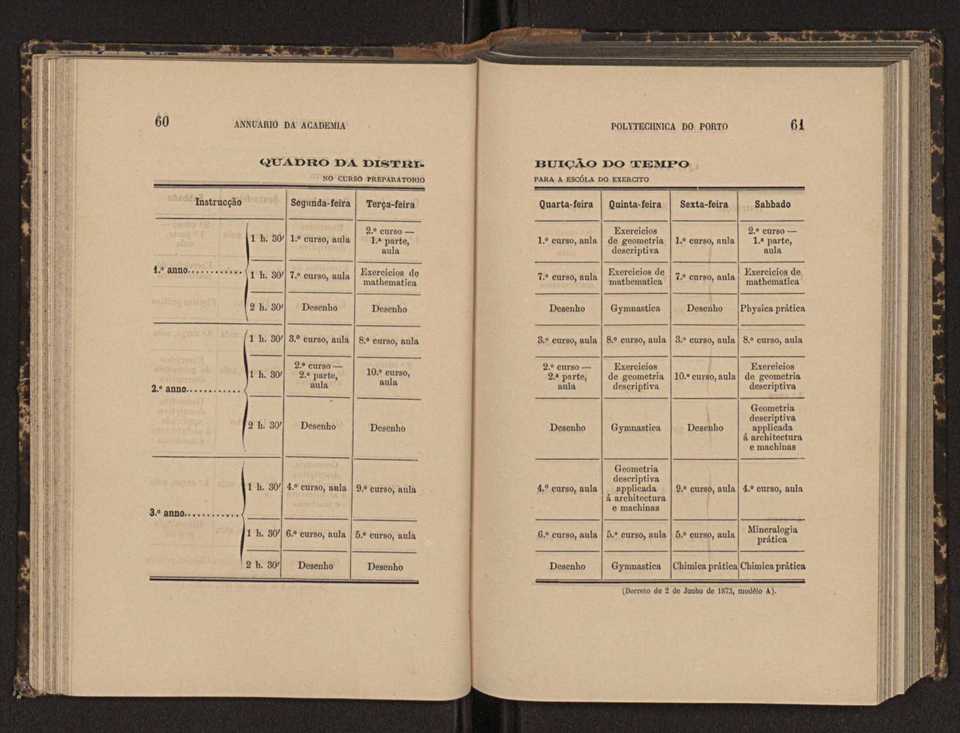 60 ANNUARIO DA ACADEMIA
QUADRO DA DISTRI-
NO CURSO PREPARATORIO
Instrucção Segunda-feira Terça-feira
1.º anno............
1 h. 30′ 1.º curso, aula 2.º curso —
1.ª parte,
aula
1 h. 30′ 7.º curso, aula Exercicios de
mathematica
2 h. 30′ Desenho Desenho
2.º anno............
1 h. 30′ 3.º curso, aula 8.º curso, aula
1 h. 30′ 2.º curso —
2.ª parte,
aula 10.º curso,
aula
2 h. 30′ Desenho Desenho
3.º anno............
1 h. 30′ 4.º curso, aula 9.º curso, aula
1 h. 30′ 6.º curso, aula 5.º curso, aula
2 h. 30′ Desenho Desenho
POLYTECHNICA DO PORTO 61
BUIÇÃO DO TEMPO
PARA A ESCÓLA DO EXERCITO
Quarta-feira Quinta-feira Sexta-feira Sabbado
1.º curso, aula Exercicios
de geometria
descriptiva 1.º curso, aula 2.º curso —
1.ª parte,
aula
7.º curso, aula Exercicios de
mathematica 7.º curso, aula Exercicios de
mathematica
Desenho Gymnastica Desenho Physica prática
3.º curso, aula 8.º curso, aula 3.º curso, aula 8.º curso, aula
2.º curso —
2.ª parte,
aula Exercicios
de geometria
descriptiva 10.º curso, aula Exercicios
de geometria
descriptiva
Desenho Gymnastica Desenho Geometria
descriptiva
applicada
á architectura
e machinas
4.º curso, aula Geometria
descriptiva
applicada
á architectura
e machinas 9.º curso, aula 4.º curso, aula
6.º curso, aula 5.º curso, aula 5.º curso, aula Mineralogia
prática
Desenho Gymnastica Chimica prática Chimica prática
(Decreto de 2 de Junho de 1873, modêlo A).